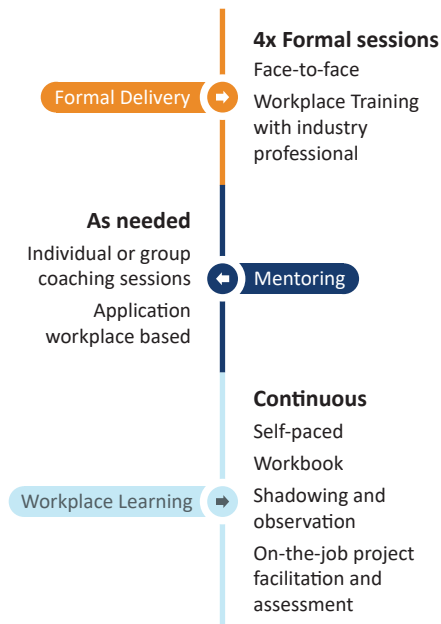 4x Formal sessions
Face-to-face
Workplace Training
with industry
professional
Formal Delivery
As needed
Individual or group
coaching sessions
Application
workplace based
Mentoring
Continuous
Self-paced
Workbook
Shadowing and
observation
On-the-job project
facilitation and
assessment
Workplace Learning